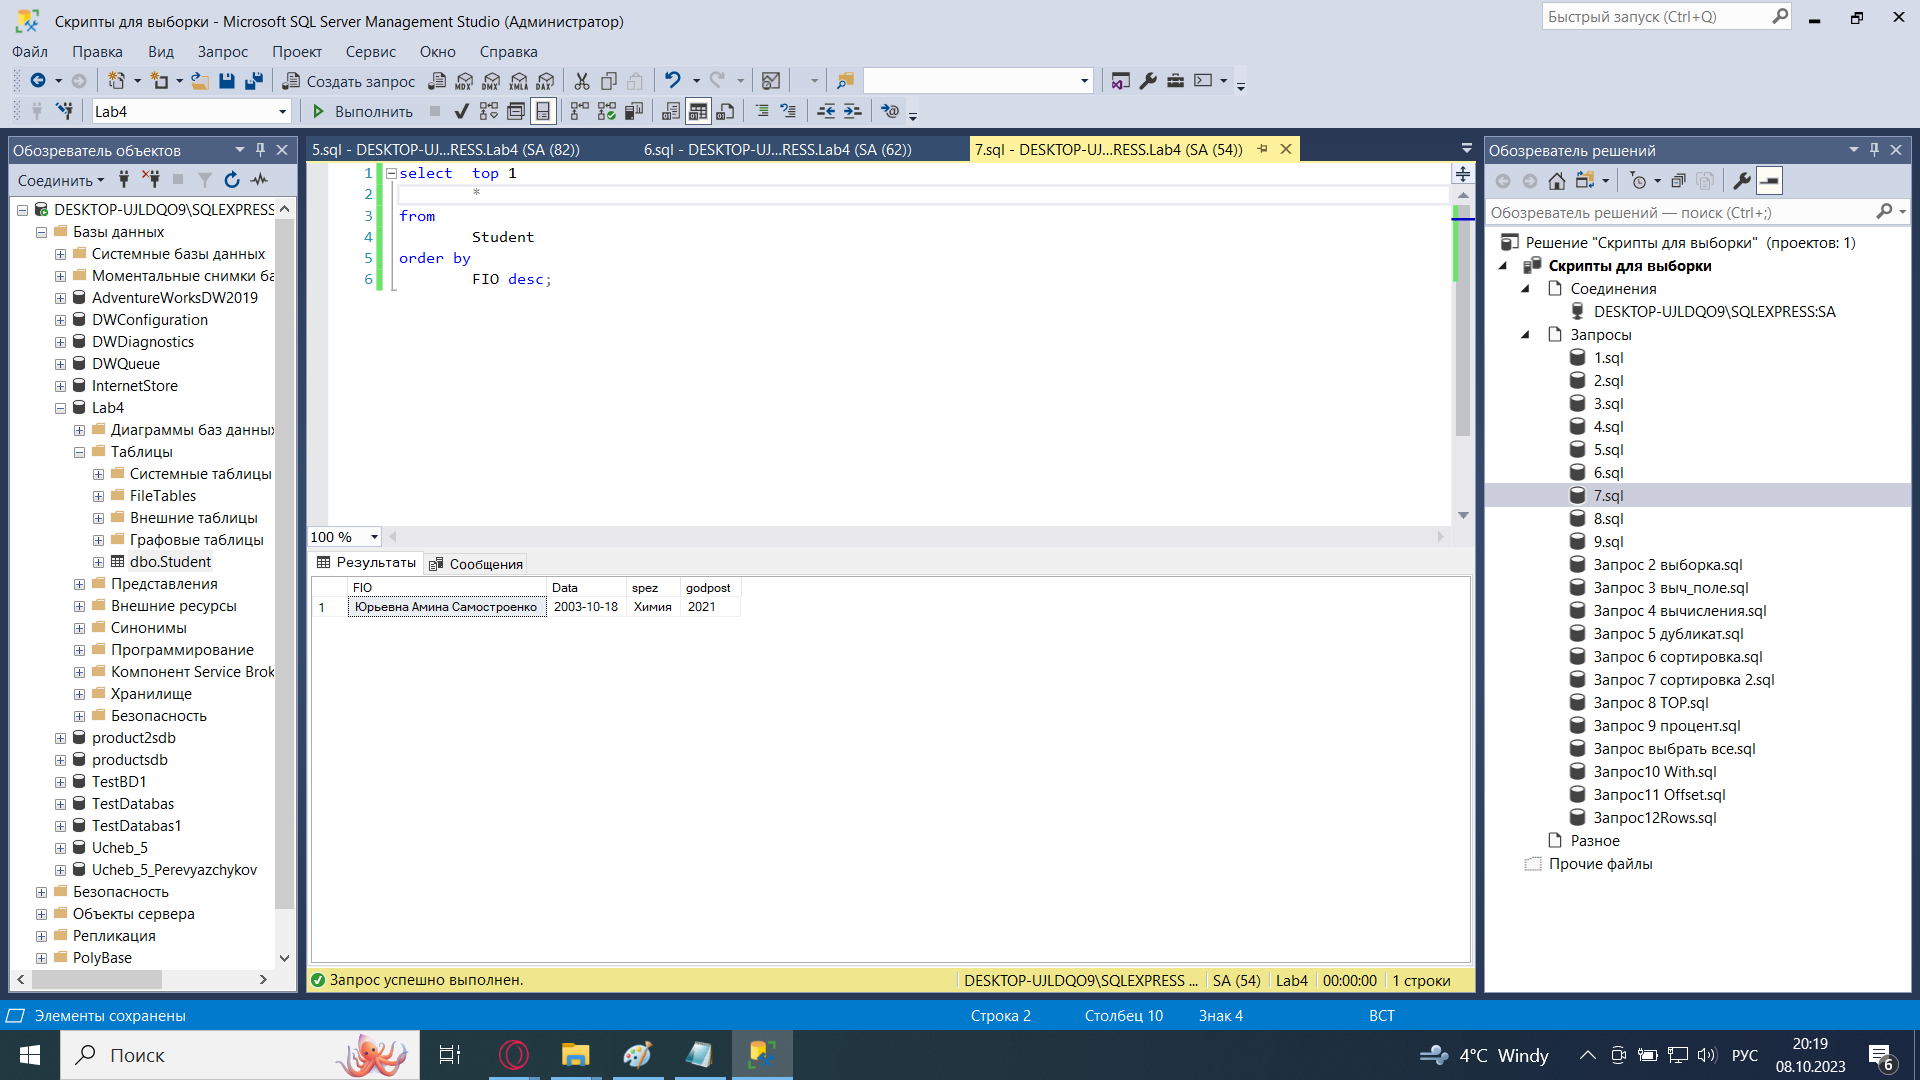 Скрипты для выборки - Microsoft SQL Server Management Studio (Администратор)
Быстрый запуск (Ctrl+Q)
Файл Правка Вид Запрос Проект Сервис Окно Справка
Создать запрос
Lab4
Выполнить
Обозреватель объектов
Соединить
DESKTOP-UJLDQO9\SQLEXPRESS
Базы данных
Системные базы данных
Моментальные снимки ба
AdventureWorksDW2019
DWConfiguration
DWDiagnostics
DWQueue
InternetStore
Lab4
Диаграммы баз данны
Таблицы
Системные таблицы
FileTables
Внешние таблицы
Графовые таблицы
dbo.Student
Представления
Внешние ресурсы
Синонимы
Программирование
Компонент Service Brok
Хранилище
Безопасность
product2sdb
productsdb
TestBD1
TestDatabas
TestDatabas1
Ucheb_5
Ucheb_5_Perevyazchykov
Безопасность
Объекты сервера
Репликация
PolyBase
5.sql - DESKTOP-UJ...RESS.Lab4 (SA (82))
6.sql - DESKTOP-UJ...RESS.Lab4 (SA (62))
7.sql - DESKTOP-UJ...RESS.Lab4 (SA (54))
1 select top 1
2 *
3 from
4 Student
5 order by
6 FIO desc;
100 %
Результаты Сообщения
FIO Data spez godpost
1 Юрьевна Амина Самостроенко 2003-10-18 Химия 2021
Запрос успешно выполнен.
DESKTOP-UJLDQO9\SQLEXPRESS ... SA (54) Lab4 00:00:00 1 строки
Обозреватель решений
Обозреватель решений — поиск (Ctrl+;)
Решение "Скрипты для выборки" (проектов: 1)
Скрипты для выборки
Соединения
DESKTOP-UJLDQO9\SQLEXPRESS:SA
Запросы
1.sql
2.sql
3.sql
4.sql
5.sql
6.sql
7.sql
8.sql
9.sql
Запрос 2 выборка.sql
Запрос 3 выч_поле.sql
Запрос 4 вычисления.sql
Запрос 5 дубликат.sql
Запрос 6 сортировка.sql
Запрос 7 сортировка 2.sql
Запрос 8 TOP.sql
Запрос 9 процент.sql
Запрос выбрать все.sql
Запрос10 With.sql
Запрос11 Offset.sql
Запрос12Rows.sql
Разное
Прочие файлы
Элементы сохранены
Строка 2 Столбец 10 Знак 4 ВСТ
Поиск
4°C Windy
РУС
20:19
08.10.2023
6